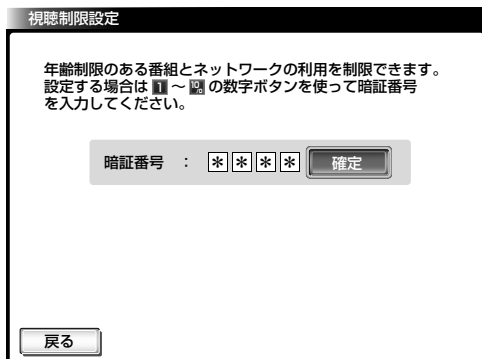 視聴制限設定
年齢制限のある番組とネットワークの利用を制限できます。
設定する場合は 1 ～ 10/0 の数字ボタンを使って暗証番号
を入力してください。
暗証番号 ： ＊ ＊ ＊ ＊ 確定
戻る